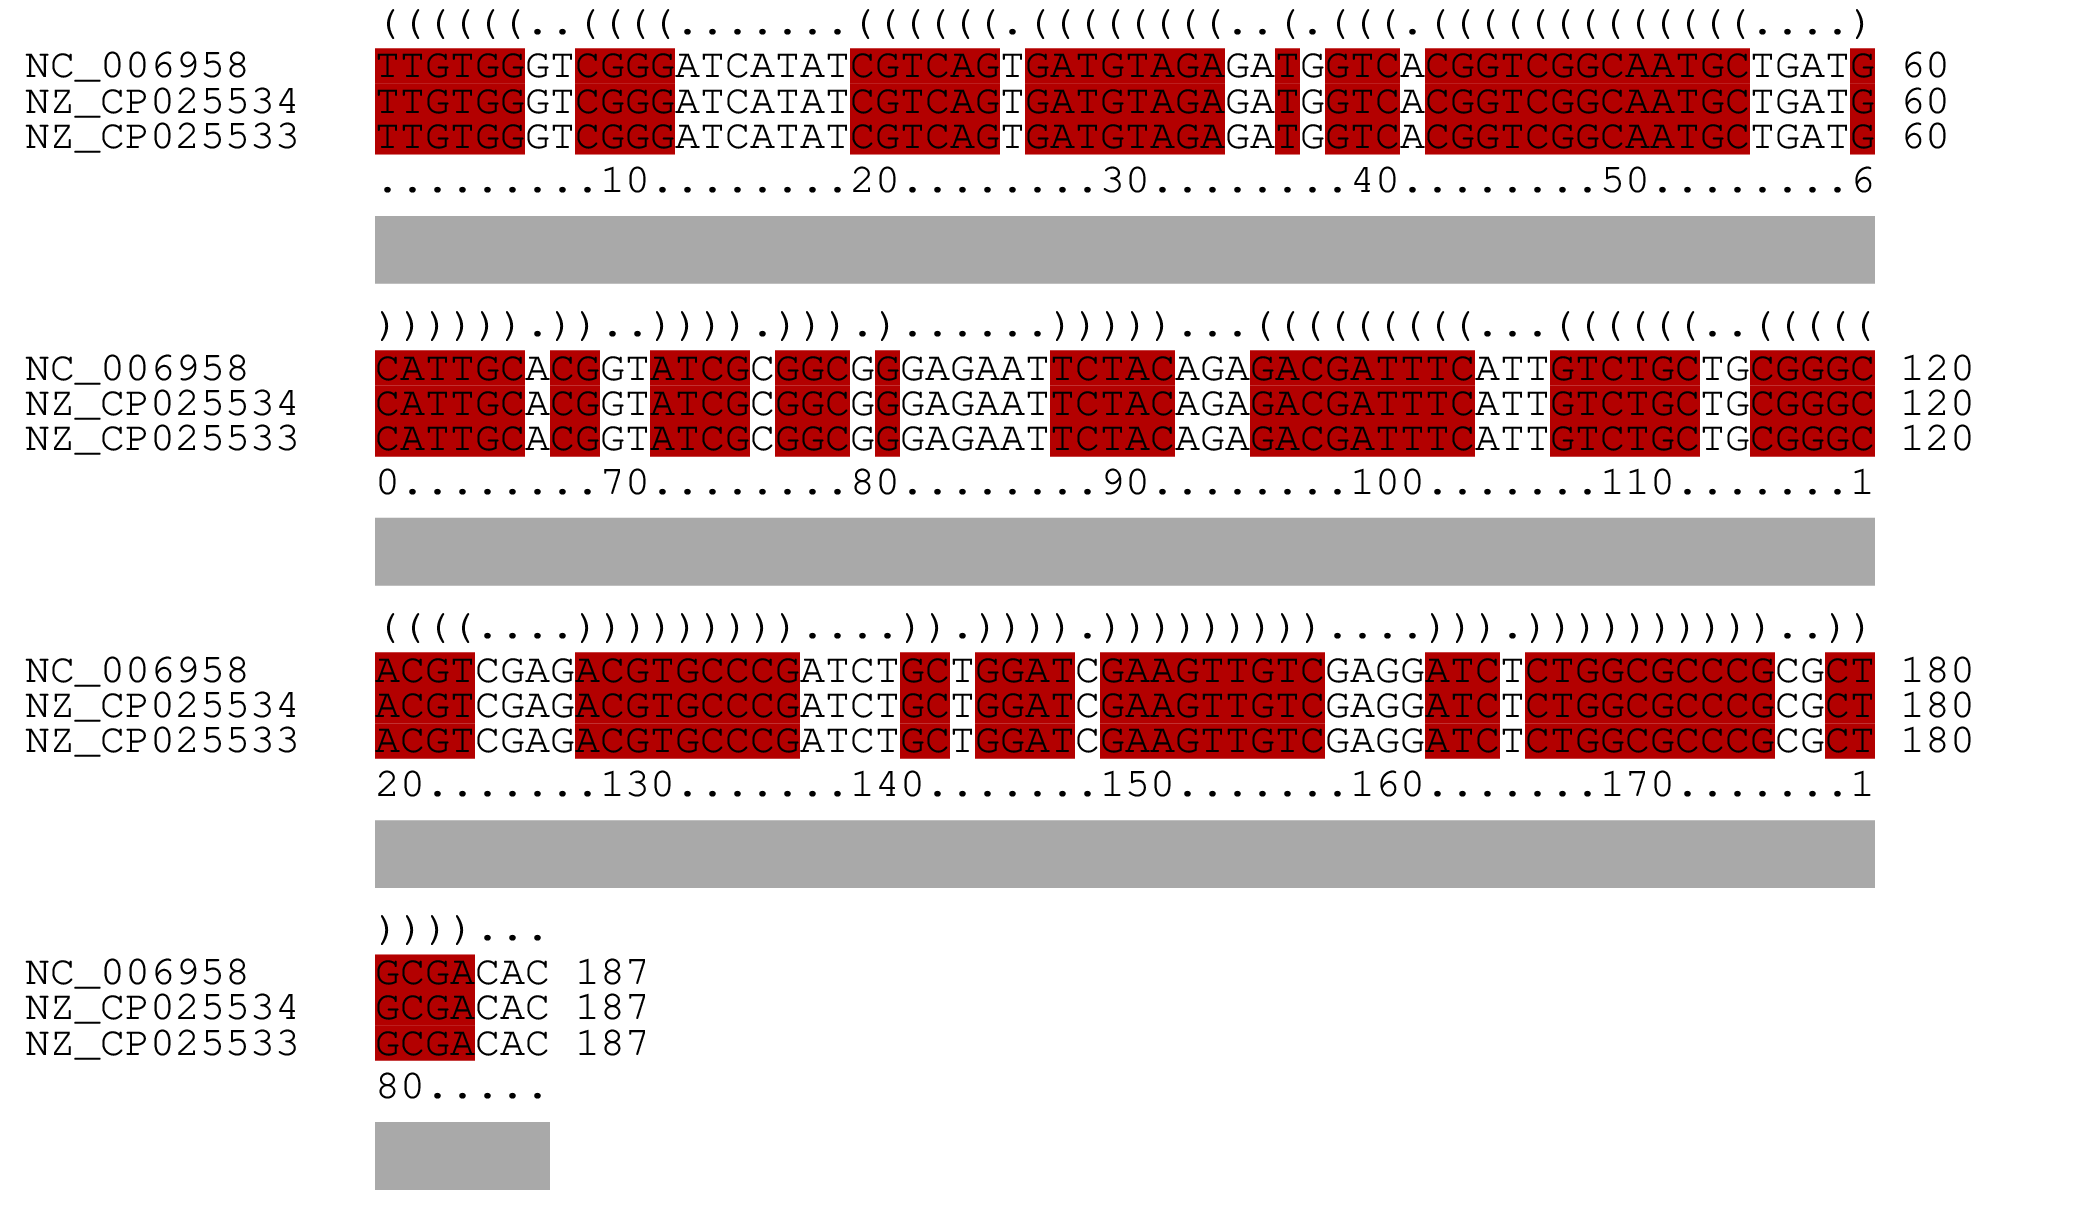 ((((((..((((.......((((((.((((((((..(.(((.(((((((((((((....)
NC_006958 TTGTGGGTCGGGATCATATCGTCAGTGATGTAGAGATGGTCACGGTCGGCAATGCTGATG 60
NZ_CP025534 TTGTGGGTCGGGATCATATCGTCAGTGATGTAGAGATGGTCACGGTCGGCAATGCTGATG 60
NZ_CP025533 TTGTGGGTCGGGATCATATCGTCAGTGATGTAGAGATGGTCACGGTCGGCAATGCTGATG 60
.........10........20........30........40........50........6
)))))).))..)))).))).)......)))))...(((((((((...((((((..(((((
NC_006958 CATTGCACGGTATCGCGGCGGGAGAATTCTACAGAGACGATTTCATTGTCTGCTGCGGGC 120
NZ_CP025534 CATTGCACGGTATCGCGGCGGGAGAATTCTACAGAGACGATTTCATTGTCTGCTGCGGGC 120
NZ_CP025533 CATTGCACGGTATCGCGGCGGGAGAATTCTACAGAGACGATTTCATTGTCTGCTGCGGGC 120
0........70........80........90........100.......110.......1
((((....)))))))))....)).)))).)))))))))....))).))))))))))..))
NC_006958 ACGTCGAGACGTGCCCGATCTGCTGGATCGAAGTTGTCGAGGATCTCTGGCGCCCGCGCT 180
NZ_CP025534 ACGTCGAGACGTGCCCGATCTGCTGGATCGAAGTTGTCGAGGATCTCTGGCGCCCGCGCT 180
NZ_CP025533 ACGTCGAGACGTGCCCGATCTGCTGGATCGAAGTTGTCGAGGATCTCTGGCGCCCGCGCT 180
20.......130.......140.......150.......160.......170.......1
))))...
NC_006958 GCGACAC 187
NZ_CP025534 GCGACAC 187
NZ_CP025533 GCGACAC 187
80.....